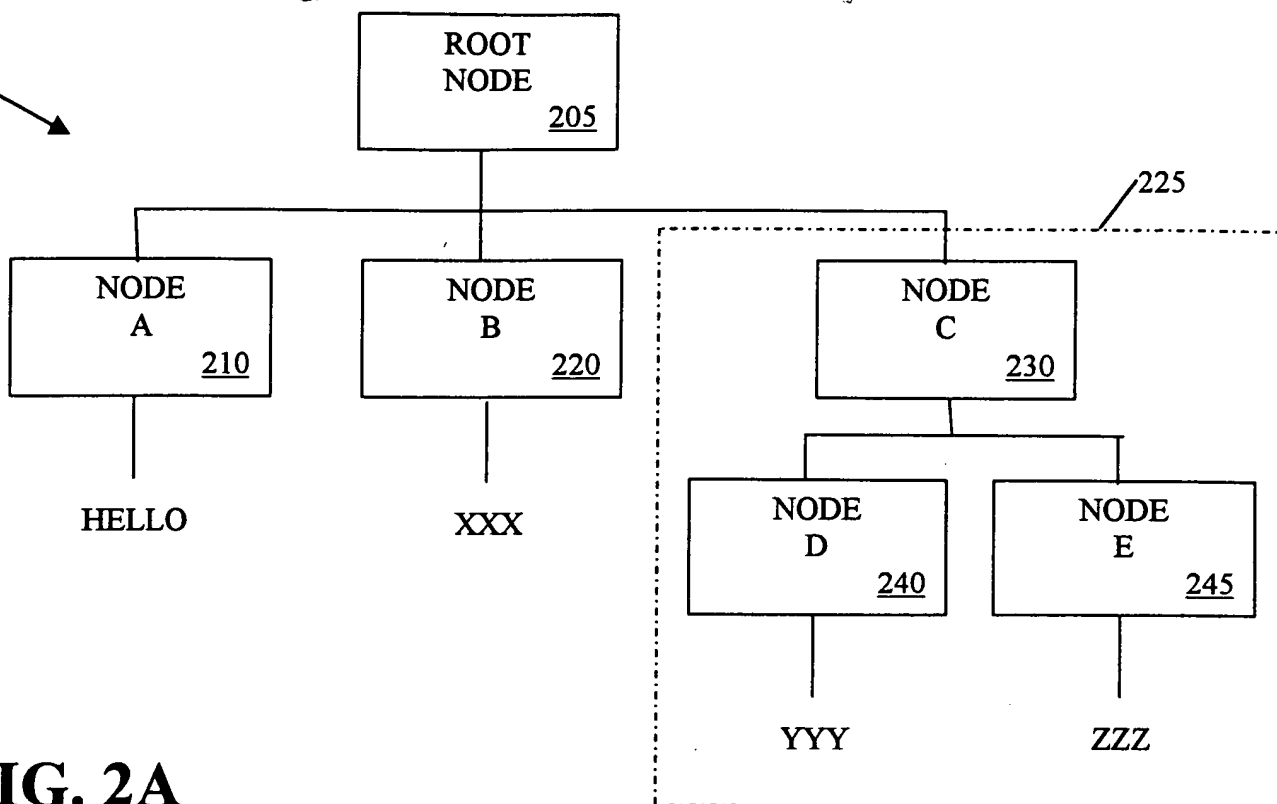 ROOT
NODE
205
225
NODE
A
210
NODE
B
220
NODE
C
230
HELLO
XXX
NODE
D
240
NODE
E
245
YYY
ZZZ
IG. 2A